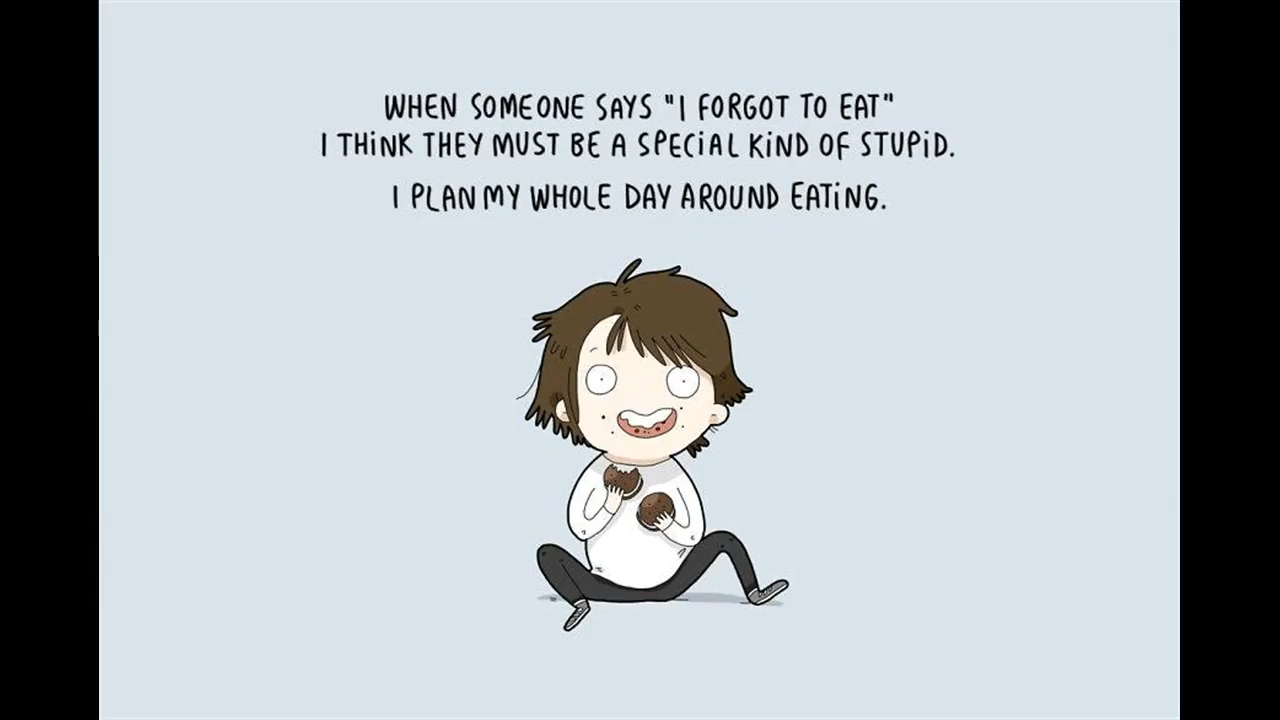 WHEN SOMEONE SAYS "I FORGOT TO EAT"
I THINK THEY MUST BE A SPECIAL KIND OF STUPID.
I PLAN MY WHOLE DAY AROUND EATING.